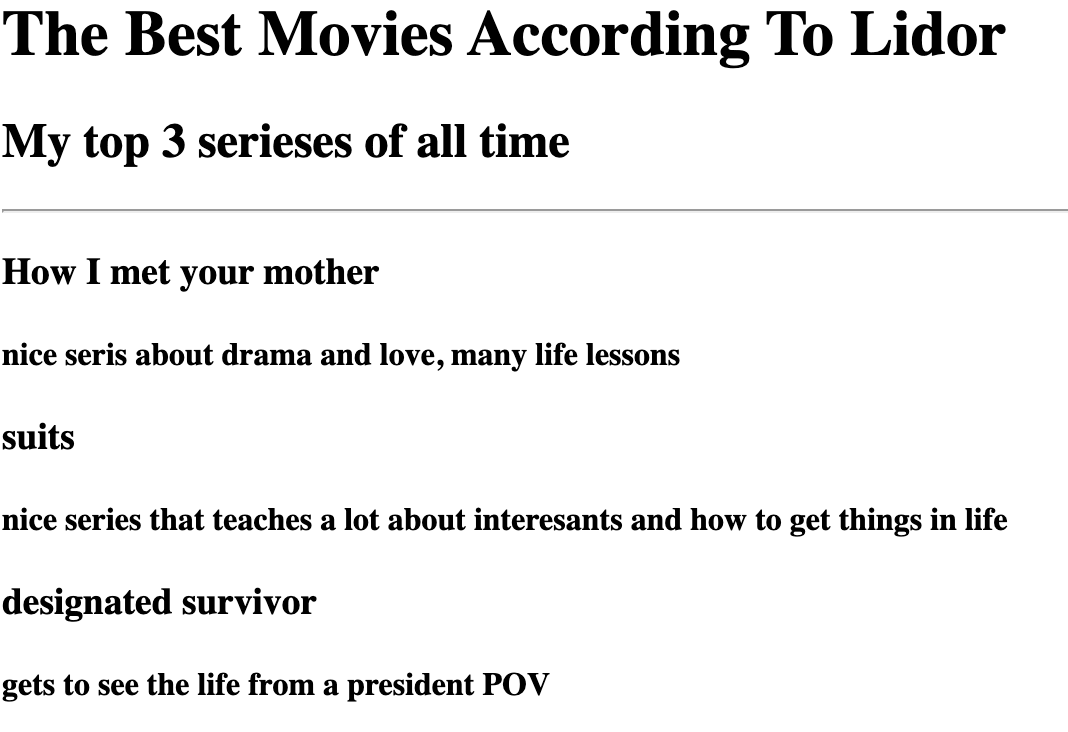 The Best Movies According To Lidor
My top 3 serieses of all time
How I met your mother
nice seris about drama and love, many life lessons
suits
nice series that teaches a lot about interesants and how to get things in life
designated survivor
gets to see the life from a president POV